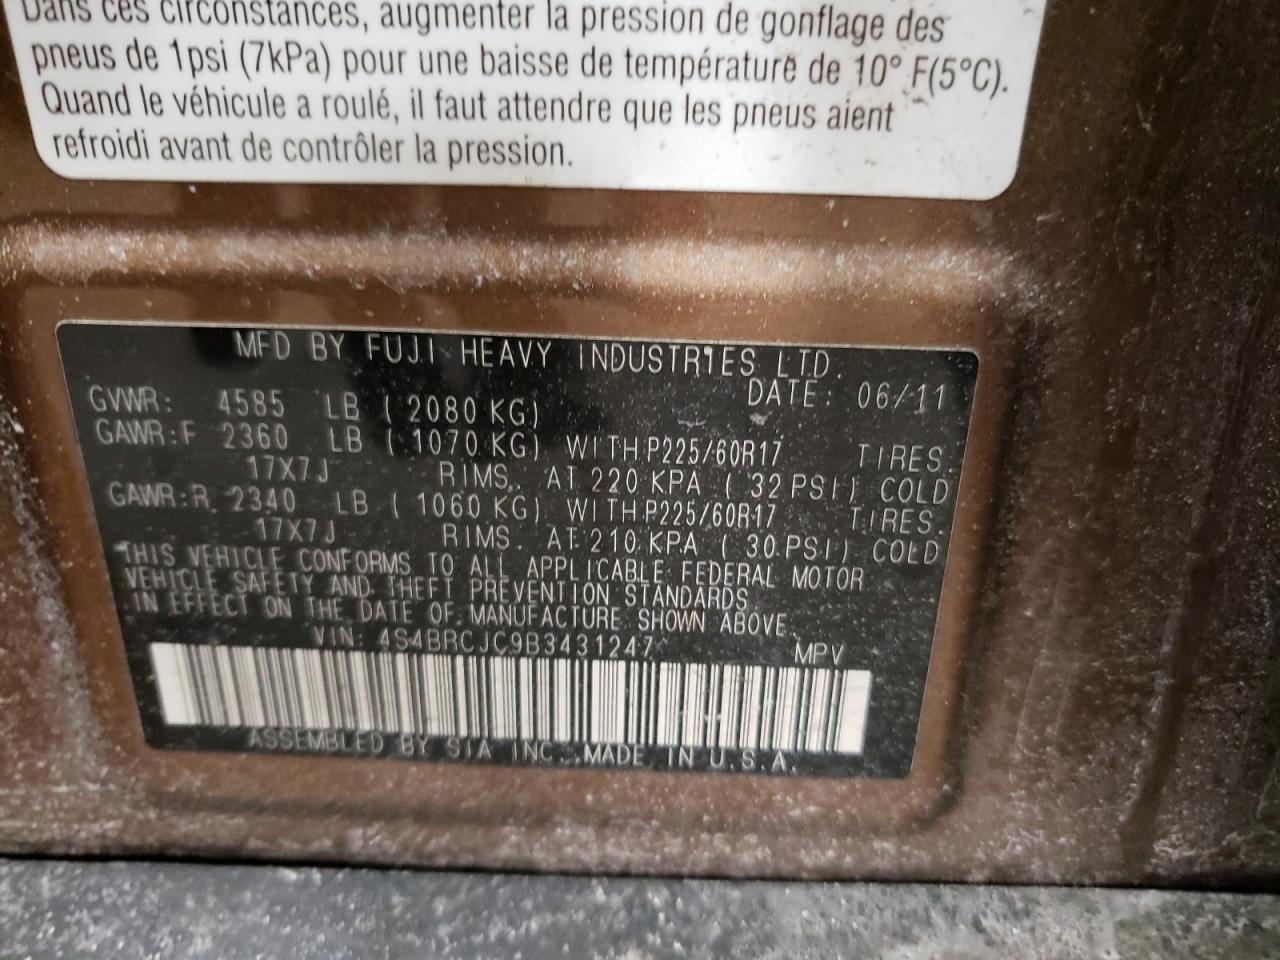 Dans ces circonstances, augmenter la pression de gonflage des
pneus de 1psi (7kPa) pour une baisse de température de 10° F(5°C).
Quand le véhicule a roulé, il faut attendre que les pneus aient
refroidi avant de contrôler la pression.
MFD BY FUJI HEAVY INDUSTRIES LTD.
DATE: 06/11
GVWR: 4585 LB ( 2080 KG)
GAWR:F 2360 LB ( 1070 KG) WITH P225/60R17 TIRES.
17X7J RIMS. AT 220 KPA ( 32 PSI) COLD
GAWR:R 2340 LB ( 1060 KG) WITH P225/60R17 TIRES.
17X7J RIMS. AT 210 KPA ( 30 PSI) COLD
THIS VEHICLE CONFORMS TO ALL APPLICABLE FEDERAL MOTOR
VEHICLE SAFETY AND THEFT PREVENTION STANDARDS
IN EFFECT ON THE DATE OF MANUFACTURE SHOWN ABOVE.
VIN: 4S4BRCJC9B3431247 MPV
ASSEMBLED BY SIA INC. MADE IN U.S.A.